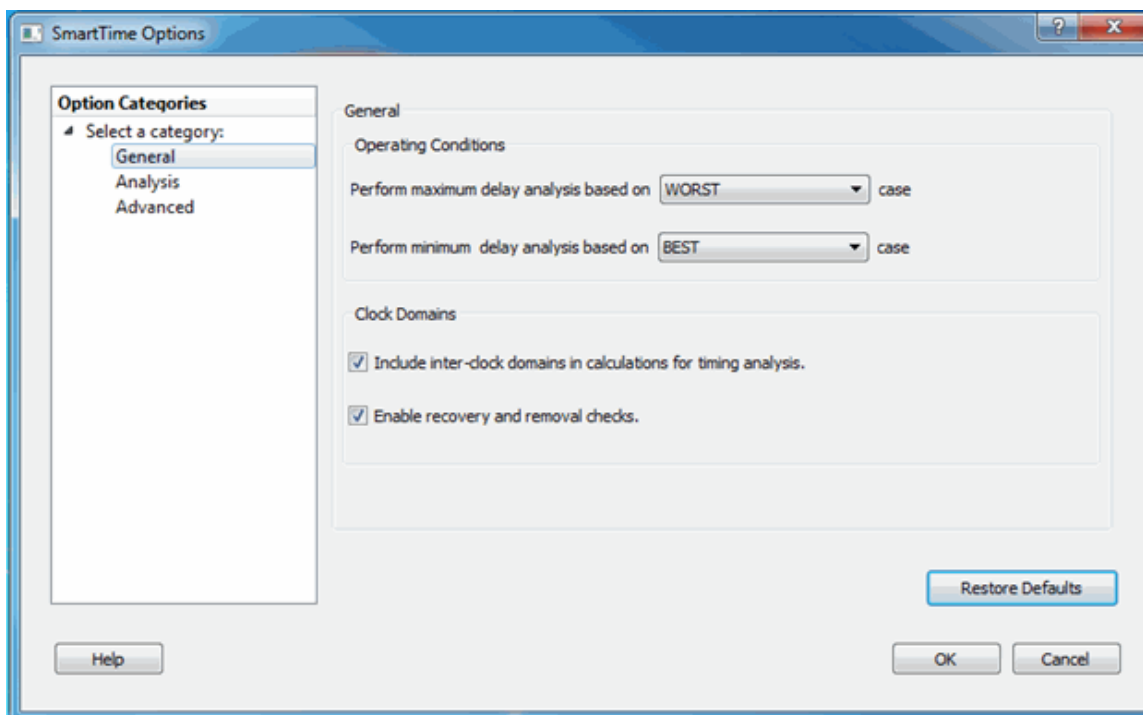 SmartTime Options
Option Categories
Select a category:
General
Analysis
Advanced
General
Operating Conditions
Perform maximum delay analysis based on WORST case
Perform minimum delay analysis based on BEST case
Clock Domains
Include inter-clock domains in calculations for timing analysis.
Enable recovery and removal checks.
Restore Defaults
Help OK Cancel